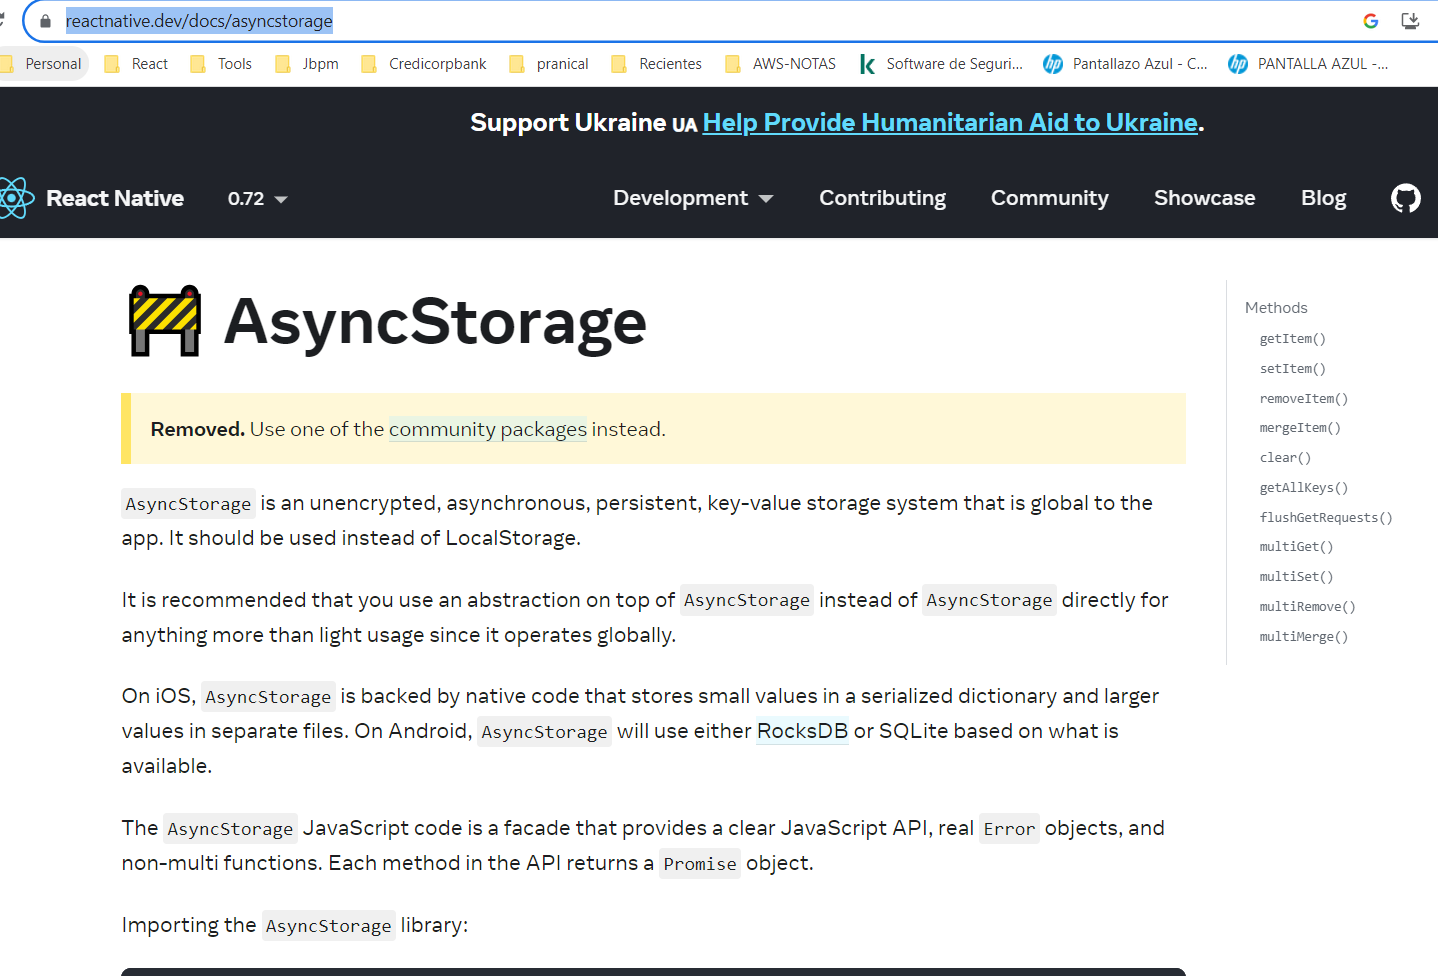 reactnative.dev/docs/asyncstorage
Personal React Tools Jbpm Credicorpbank pranical Recientes AWS-NOTAS Software de Seguri... Pantallazo Azul - C... PANTALLA AZUL -...
Support Ukraine UA Help Provide Humanitarian Aid to Ukraine.
React Native 0.72 Development Contributing Community Showcase Blog
AsyncStorage
Removed. Use one of the community packages instead.
AsyncStorage is an unencrypted, asynchronous, persistent, key-value storage system that is global to the
app. It should be used instead of LocalStorage.
It is recommended that you use an abstraction on top of AsyncStorage instead of AsyncStorage directly for
anything more than light usage since it operates globally.
On iOS, AsyncStorage is backed by native code that stores small values in a serialized dictionary and larger
values in separate files. On Android, AsyncStorage will use either RocksDB or SQLite based on what is
available.
The AsyncStorage JavaScript code is a facade that provides a clear JavaScript API, real Error objects, and
non-multi functions. Each method in the API returns a Promise object.
Importing the AsyncStorage library:
Methods
getItem()
setItem()
removeItem()
mergeItem()
clear()
getAllKeys()
flushGetRequests()
multiGet()
multiSet()
multiRemove()
multiMerge()